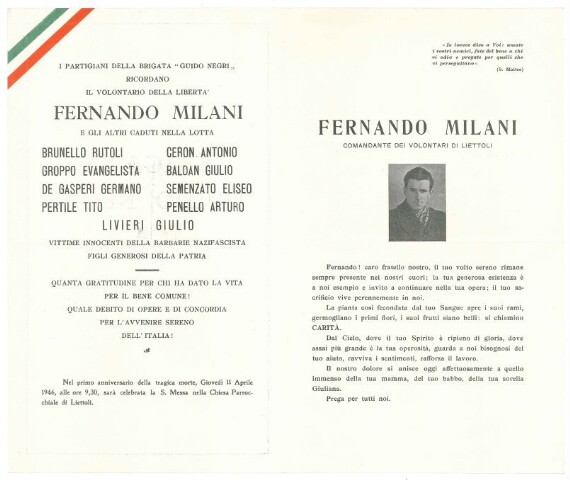 I PARTIGIANI DELLA BRIGATA "GUIDO NEGRI„
RICORDANO
IL VOLONTARIO DELLA LIBERTA'
FERNANDO MILANI
E GLI ALTRI CADUTI NELLA LOTTA
BRUNELLO RUTOLI GERON ANTONIO
GROPPO EVANGELISTA BALDAN GIULIO
DE GASPERI GERMANO SEMENZATO ELISEO
PERTILE TITO PENELLO ARTURO
LIVIERI GIULIO
VITTIME INNOCENTI DELLA BARBARIE NAZIFASCISTA
FIGLI GENEROSI DELLA PATRIA
QUANTA GRATITUDINE PER CHI HA DATO LA VITA
PER IL BENE COMUNE!
QUALE DEBITO DI OPERE E DI CONCORDIA
PER L'AVVENIRE SERENO
DELL'ITALIA!
Nel primo anniversario della tragica morte, Giovedì Aprile
1946, alle ore 9,30, sarà celebrata la S. Messa nella Chiesa Parroc-
chiale di Liettoli.
«Io invece dico a Voi: amate
i vostri nemici, fate del bene a chi
vi odia e pregate per quelli che
vi perseguitano».
(S. Matteo)
FERNANDO MILANI
COMANDANTE DEI VOLONTARI DI LIETTOLI
Fernando! caro fratello nostro, il tuo volto sereno rimane
sempre presente nei nostri cuori; la tua generosa esistenza è
a noi esempio e invito a continuare nella tua opera; il tuo sa-
crificio vive perennemente in noi.
La pianta così fecondata dal tuo Sangue apre i suoi rami,
germogliano i primi fiori, i suoi frutti siano belli: si chiamino
CARITÀ.
Dal Cielo, dove il tuo Spirito è ripieno di gloria, dove
assai più grande è la tua operosità, guarda a noi bisognosi del
tuo aiuto, ravviva i sentimenti, rafforza il lavoro.
Il nostro dolore si unisce oggi affettuosamente a quello
immenso della tua mamma, del tuo babbo, della tua sorella
Giuliana.
Prega per tutti noi.